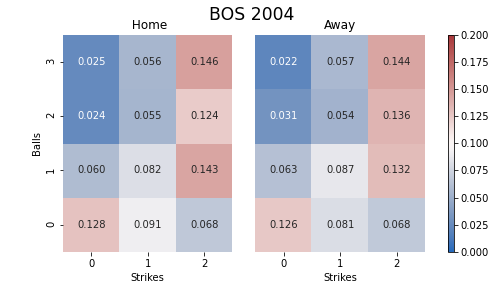 BOS 2004
Home
Away
3 0.025 0.056 0.146 0.022 0.057 0.144
2 0.024 0.055 0.124 0.031 0.054 0.136
1 0.060 0.082 0.143 0.063 0.087 0.132
0 0.128 0.091 0.068 0.126 0.081 0.068
Balls
0 1 2
0 1 2
Strikes
Strikes
0.200
0.175
0.150
0.125
0.100
0.075
0.050
0.025
0.000